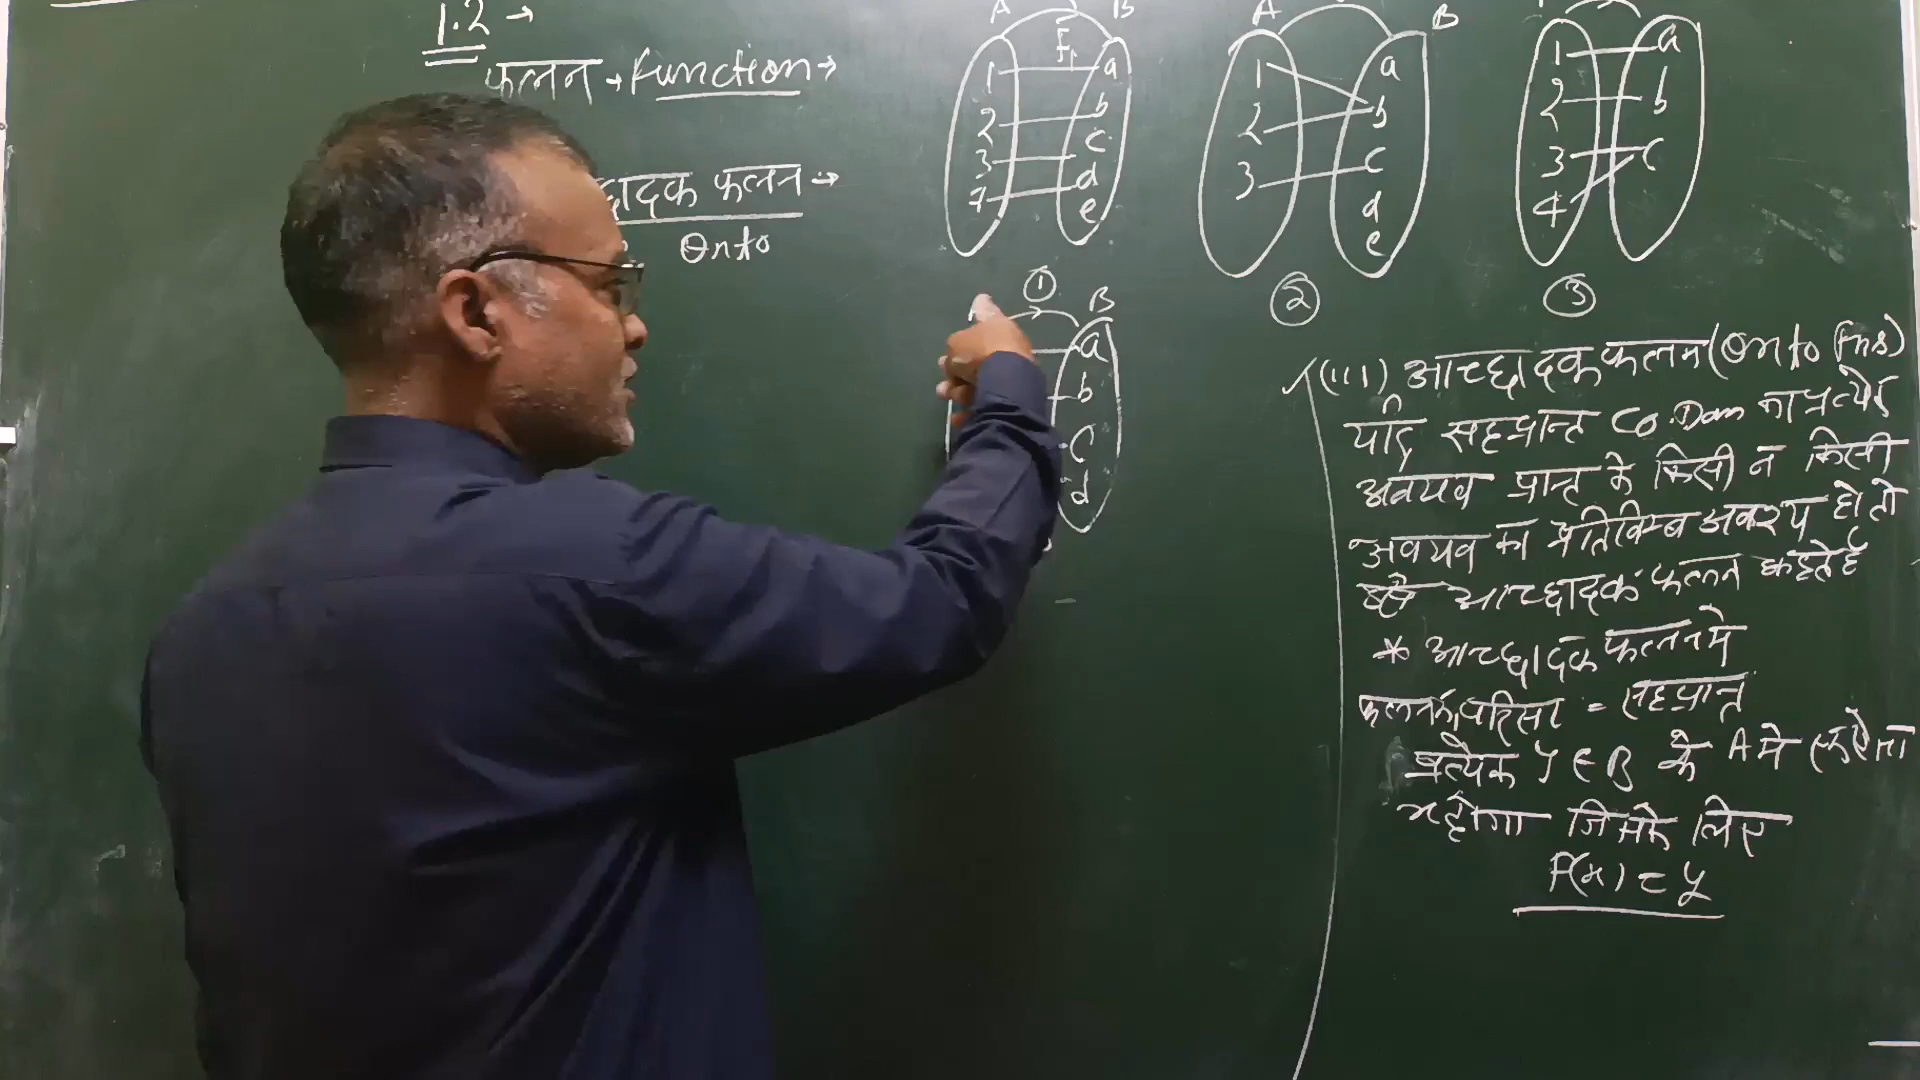 1.2 →
फलन → Function →
च्छादक फलन →
Onto
A B
F₁
1 a
2 b
3 c
4 d
e
①
A B
1 a
2 b
3 c
d
e
②
1 a
2 b
3 c
4
③
B
a
b
c
d
(iii) आच्छादक फलन (Onto Fns)
यदि सहप्रान्त Co.Dom का प्रत्येक
अवयव प्रान्त के किसी न किसी
अवयव का प्रतिबिम्ब अवश्य हो तो
आच्छादक फलन कहते है
* आच्छादक फलन मे
फलन का परिसर = सहप्रान्त
प्रत्येक y ∈ B के A मे एक ऐसा
x होगा जिसके लिए
F(x) = y